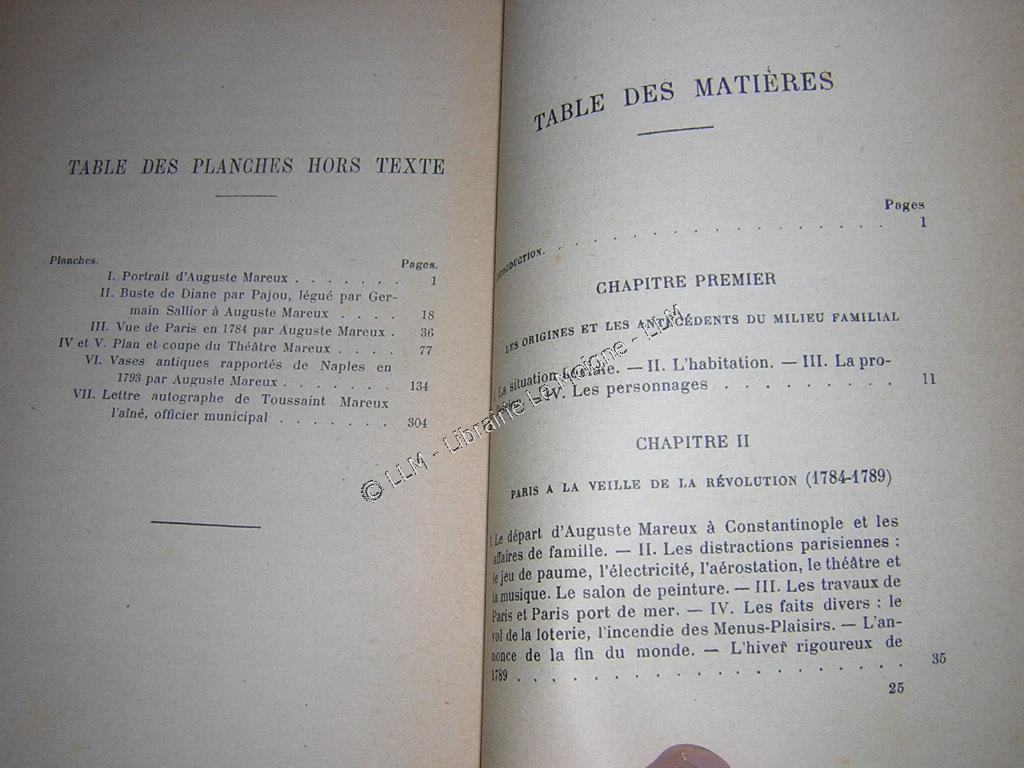 TABLE DES PLANCHES HORS TEXTE
Planches. Pages.
I. Portrait d'Auguste Mareux . . . . . . . 1
II. Buste de Diane par Pajou, légué par Ger-
main Sallior à Auguste Mareux . . . . 18
III. Vue de Paris en 1784 par Auguste Mareux . 36
IV et V. Plan et coupe du Théâtre Mareux . . . . 77
VI. Vases antiques rapportés de Naples en
1793 par Auguste Mareux . . . . . . . 134
VII. Lettre autographe de Toussaint Mareux
l'aîné, officier municipal . . . . . . . 304
TABLE DES MATIÈRES
Pages
INTRODUCTION. . . . . . . . . . . . . . . . . . 1
CHAPITRE PREMIER
LES ORIGINES ET LES ANTÉCÉDENTS DU MILIEU FAMILIAL
I. La situation sociale. — II. L'habitation. — III. La pro-
IV. Les personnages . . . . . . . . . . 11
CHAPITRE II
PARIS A LA VEILLE DE LA RÉVOLUTION (1784-1789)
I. Le départ d'Auguste Mareux à Constantinople et les
affaires de famille. — II. Les distractions parisiennes :
le jeu de paume, l'électricité, l'aérostation, le théâtre et
la musique. Le salon de peinture. — III. Les travaux de
Paris et Paris port de mer. — IV. Les faits divers : le
vol de la loterie, l'incendie des Menus-Plaisirs. — L'an-
nonce de la fin du monde. — L'hiver rigoureux de
1789 . . . . . . . . . . . . . . . . . . 35
25
© LLM - Librairie Le Moigne - LLM